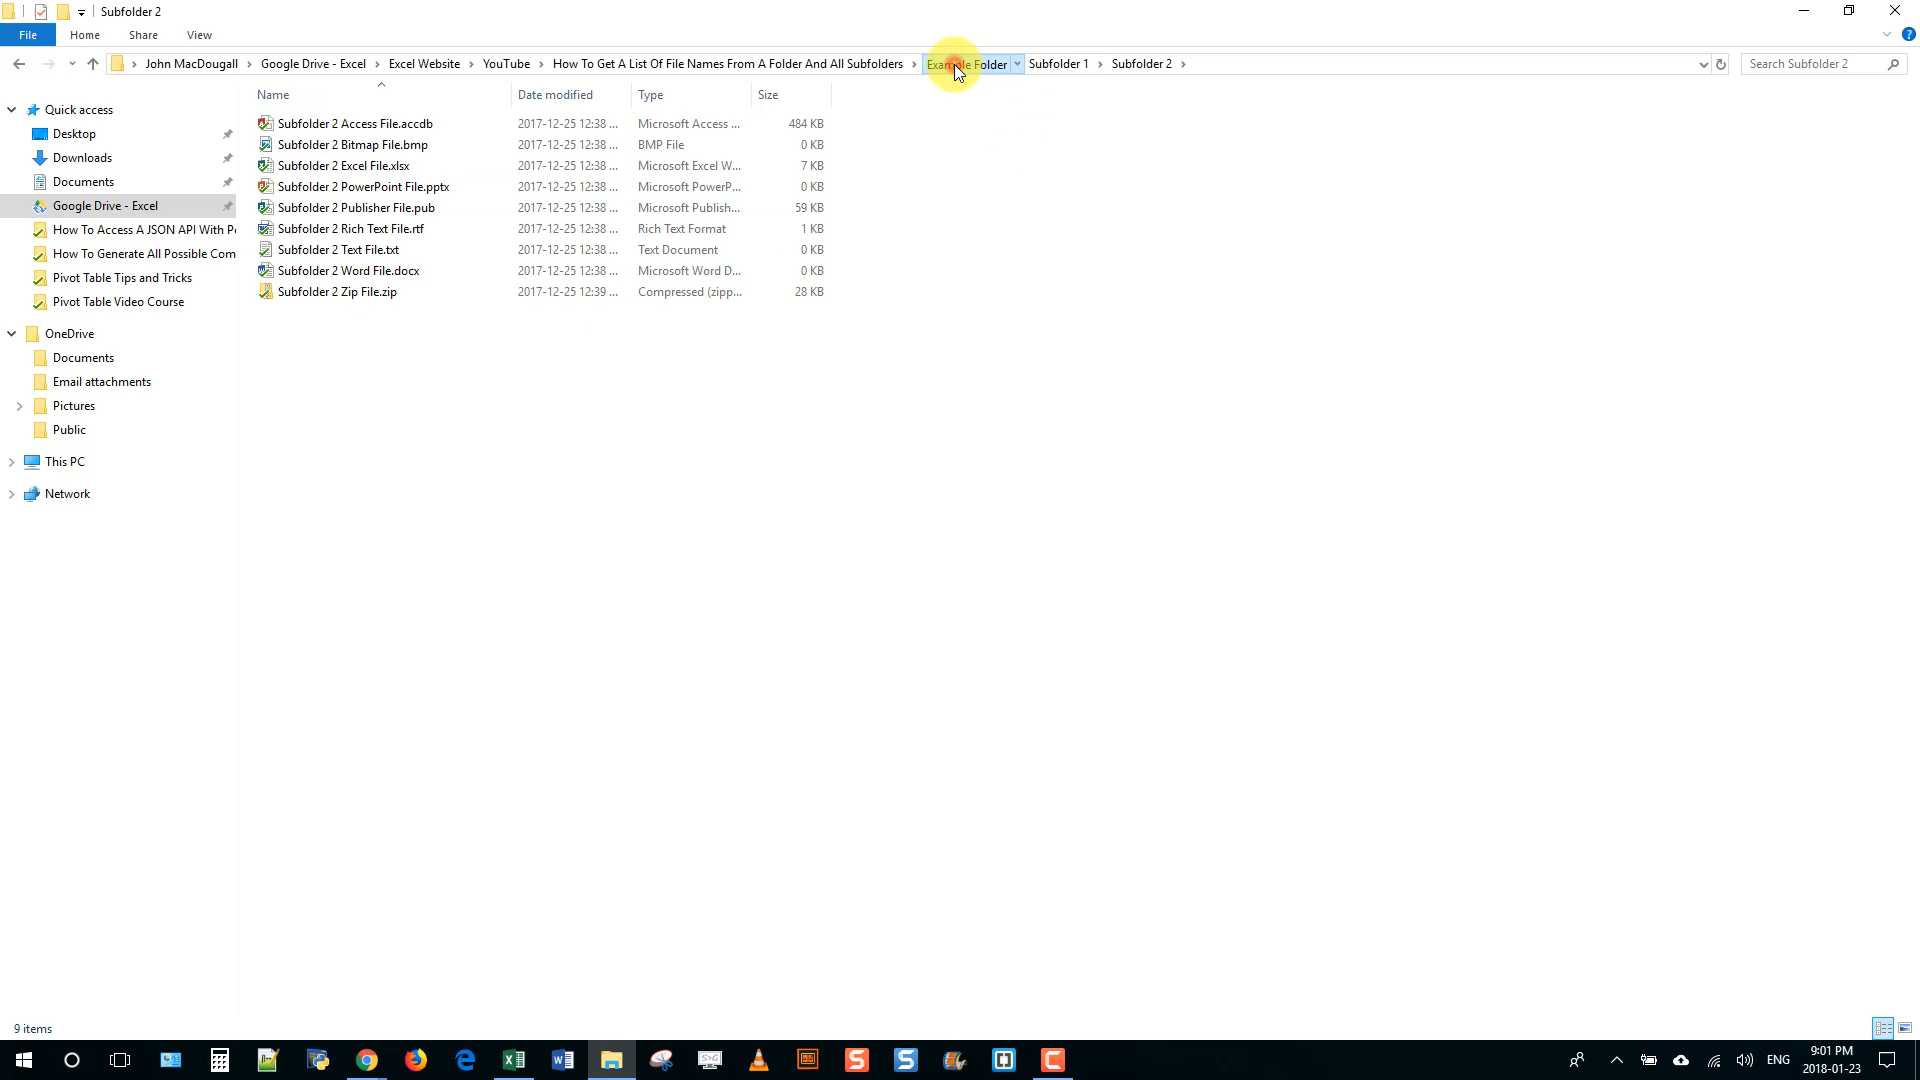 Subfolder 2
File Home Share View
John MacDougall Google Drive - Excel Excel Website YouTube How To Get A List Of File Names From A Folder And All Subfolders Example Folder Subfolder 1 Subfolder 2 Search Subfolder 2
Name Date modified Type Size
Quick access
Desktop
Downloads
Documents
Google Drive - Excel
How To Access A JSON API With P
How To Generate All Possible Com
Pivot Table Tips and Tricks
Pivot Table Video Course
OneDrive
Documents
Email attachments
Pictures
Public
This PC
Network
Subfolder 2 Access File.accdb 2017-12-25 12:38 ... Microsoft Access ... 484 KB
Subfolder 2 Bitmap File.bmp 2017-12-25 12:38 ... BMP File 0 KB
Subfolder 2 Excel File.xlsx 2017-12-25 12:38 ... Microsoft Excel W... 7 KB
Subfolder 2 PowerPoint File.pptx 2017-12-25 12:38 ... Microsoft PowerP... 0 KB
Subfolder 2 Publisher File.pub 2017-12-25 12:38 ... Microsoft Publish... 59 KB
Subfolder 2 Rich Text File.rtf 2017-12-25 12:38 ... Rich Text Format 1 KB
Subfolder 2 Text File.txt 2017-12-25 12:38 ... Text Document 0 KB
Subfolder 2 Word File.docx 2017-12-25 12:38 ... Microsoft Word D... 0 KB
Subfolder 2 Zip File.zip 2017-12-25 12:39 ... Compressed (zipp... 28 KB
9 items
ENG
9:01 PM
2018-01-23